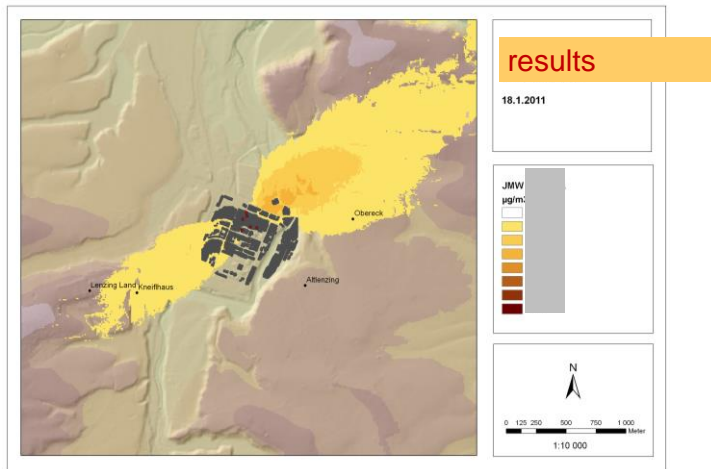 results
18.1.2011
JMW
µg/m3
Obereck
Altlenzing
Lenzing Land
Kneiflhaus
N
0 125 250 500 750 1 000
Meter
1:10 000